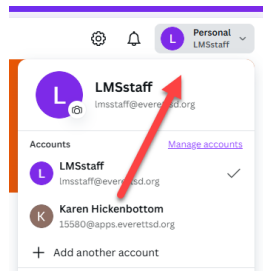 L
Personal
LMSstaff
L
LMSstaff
lmsstaff@everettsd.org
Accounts
Manage accounts
L
LMSstaff
lmsstaff@everettsd.org
K
Karen Hickenbottom
15580@apps.everettsd.org
+ Add another account